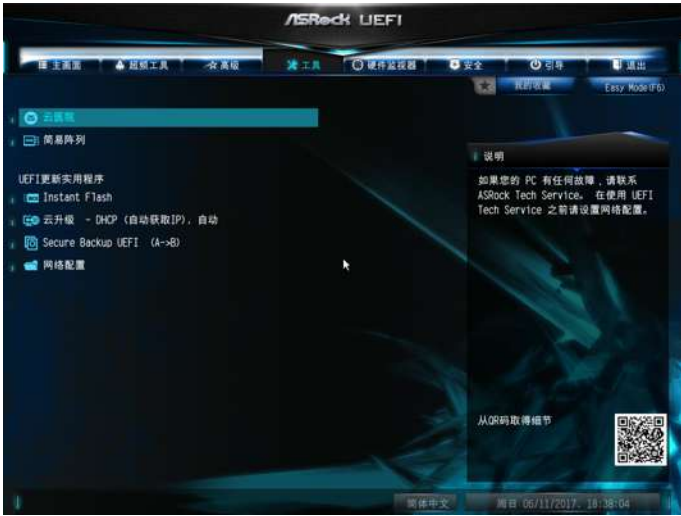 ASRock UEFI
主画面 超频工具 高级 工具 硬件监视器 安全 引导 退出
我的收藏 Easy Mode(F6)
云医院
简易阵列
UEFI更新实用程序
Instant Flash
云升级 - DHCP (自动获取IP), 自动
Secure Backup UEFI (A->B)
网络配置
说明
如果您的 PC 有任何故障，请联系
ASRock Tech Service。 在使用 UEFI
Tech Service 之前请设置网络配置。
从QR码取得细节
简体中文 周日 06/11/2017. 18:38:04